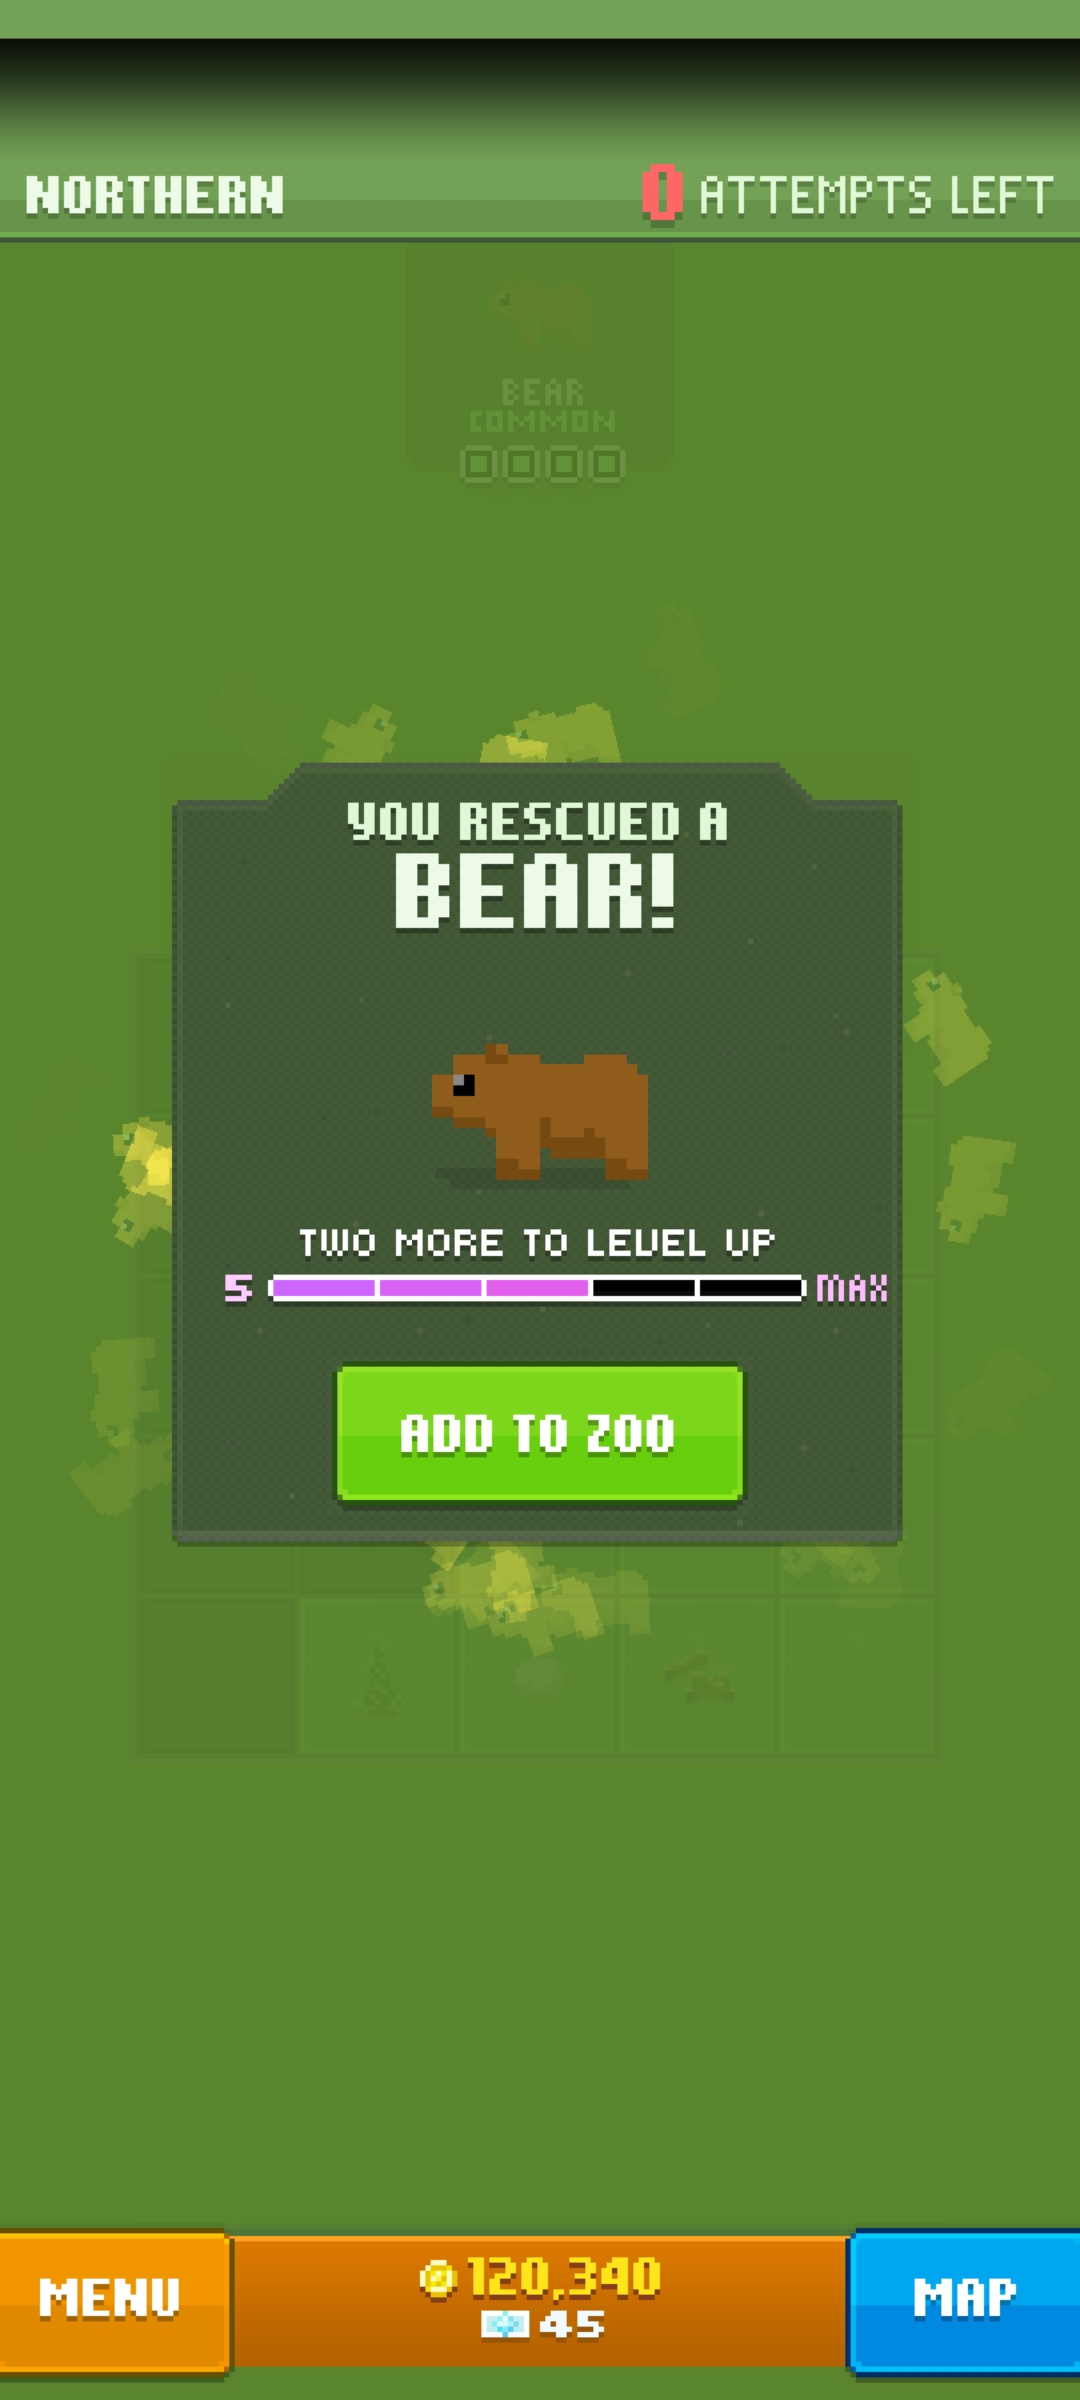 NORTHERN
0 ATTEMPTS LEFT
BEAR
COMMON
YOU RESCUED A
BEAR!
TWO MORE TO LEVEL UP
5 MAX
ADD TO ZOO
MENU
120,340
45
MAP